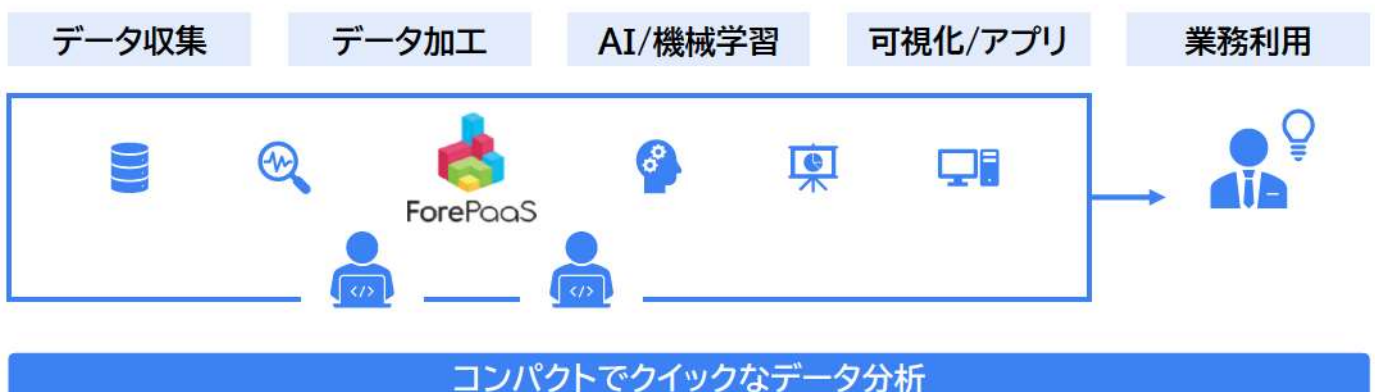 データ収集
データ加工
AI/機械学習
可視化/アプリ
業務利用
ForePaaS
</>
</>
コンパクトでクイックなデータ分析